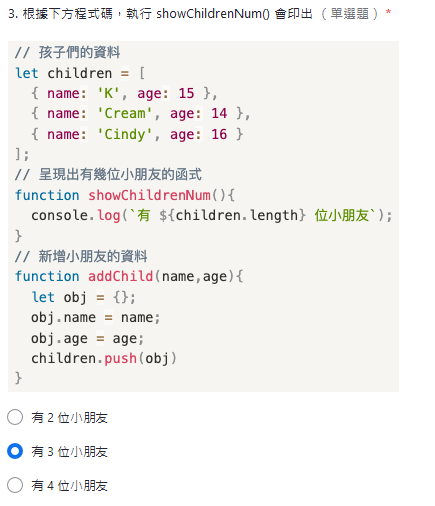 3. 根據下方程式碼，執行 showChildrenNum() 會印出 （單選題） *
// 孩子們的資料
let children = [
  { name: 'K', age: 15 },
  { name: 'Cream', age: 14 },
  { name: 'Cindy', age: 16 }
];
// 呈現出有幾位小朋友的函式
function showChildrenNum(){
  console.log(`有 ${children.length} 位小朋友`);
}
// 新增小朋友的資料
function addChild(name,age){
  let obj = {};
  obj.name = name;
  obj.age = age;
  children.push(obj)
}
有 2 位小朋友
有 3 位小朋友
有 4 位小朋友